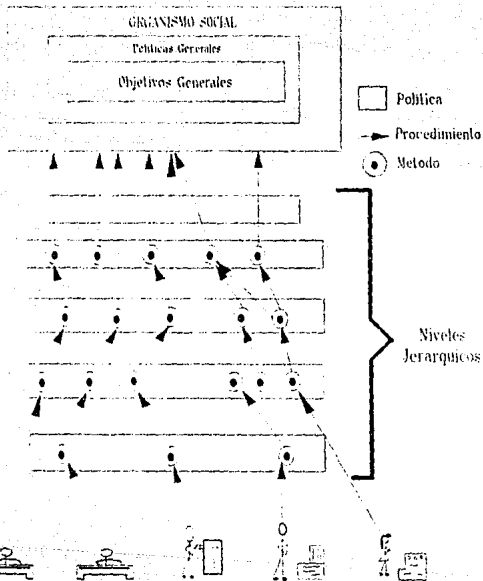 ORGANISMO SOCIAL
Politicas Generales
Objetivos Generales
Politica
Procedimiento
Metodo
Niveles
Jerarquicos